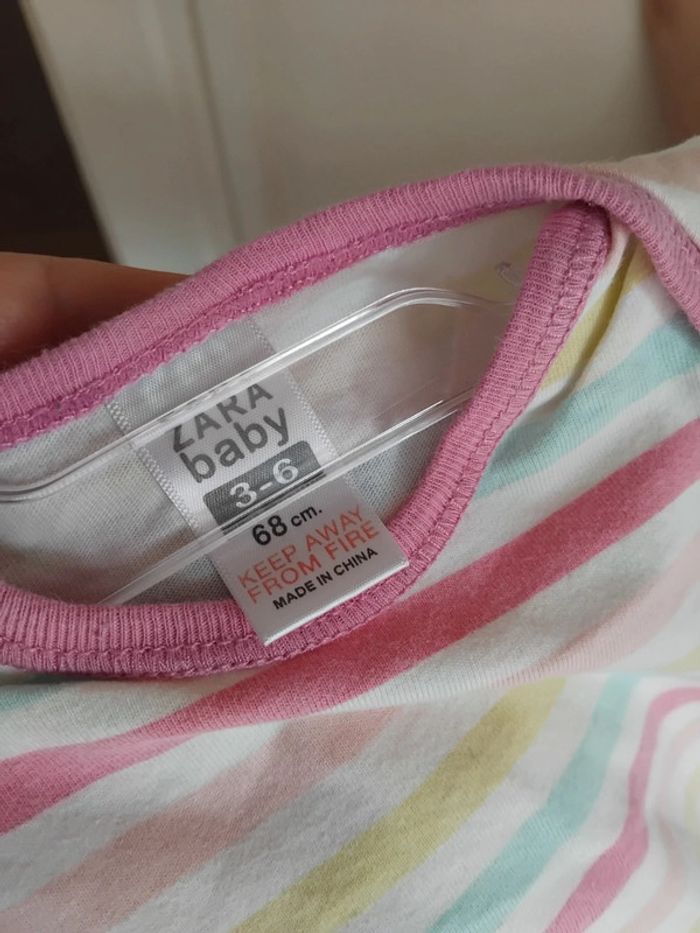 ZARA
baby
3-6
68 cm.
KEEP AWAY
FROM FIRE
MADE IN CHINA